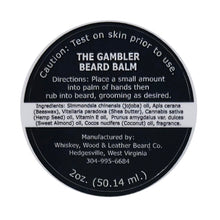 Caution: Test on skin prior to use.
THE GAMBLER
BEARD BALM
Directions: Place a small amount
into palm of hands then
rub into beard, grooming as desired.
Ingredients: Simmondsia chinensis (jojoba) oil, Apis cerana
(Beeswax), Vitellaria paradoxa (shea butter), Cannabis sativa
(Hemp Seed) oil, Vitamin E oil, Prunus amygdalus var. dulces
(Sweet Almond) oil, Cocos nucifera (Coconut) oil, fragrance
Manufactured by:
Whiskey, Wood & Leather Beard Co.
Hedgesville, West Virginia
304-995-6684
2oz. (50.14 ml.)